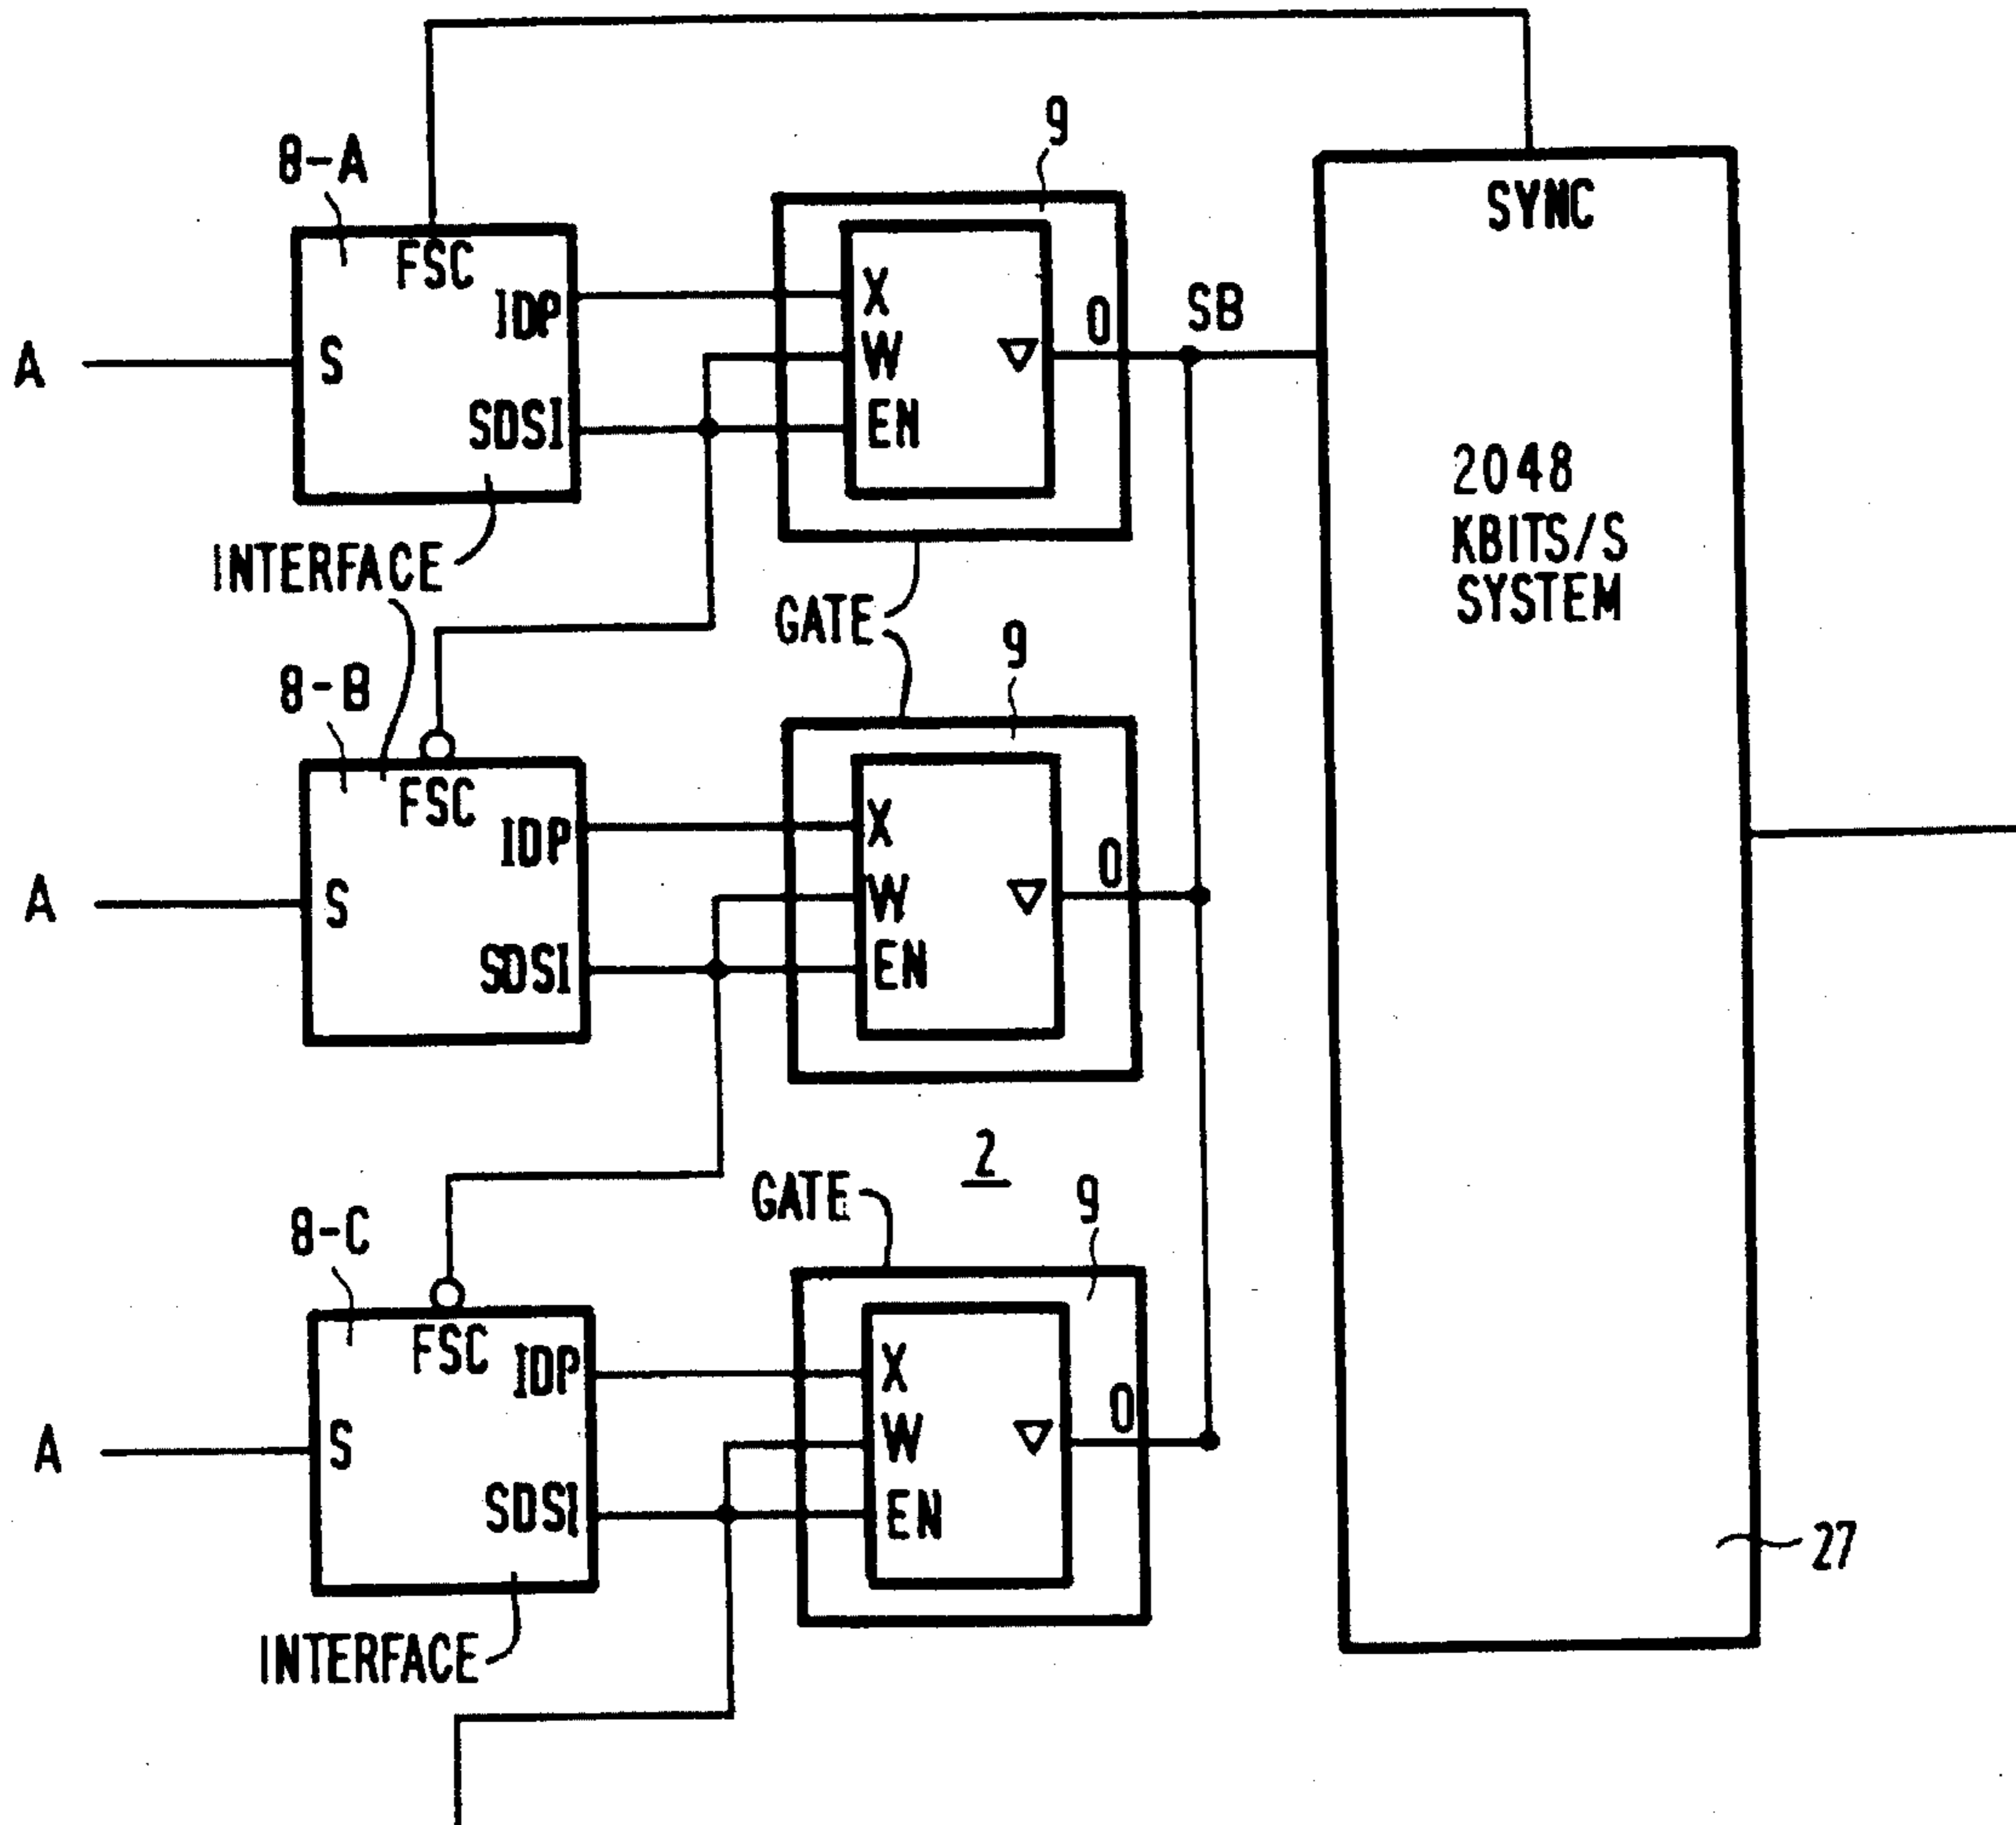 9
8-A
SYNC
FSC
IDP
X
O
SB
A
S
W
SDSI
EN
2048
KBITS/S
SYSTEM
INTERFACE
GATE
9
8-B
FSC
IDP
X
O
A
S
W
SDSI
EN
2
GATE
9
8-C
FSC
IDP
X
O
A
S
W
SDSI
EN
27
INTERFACE